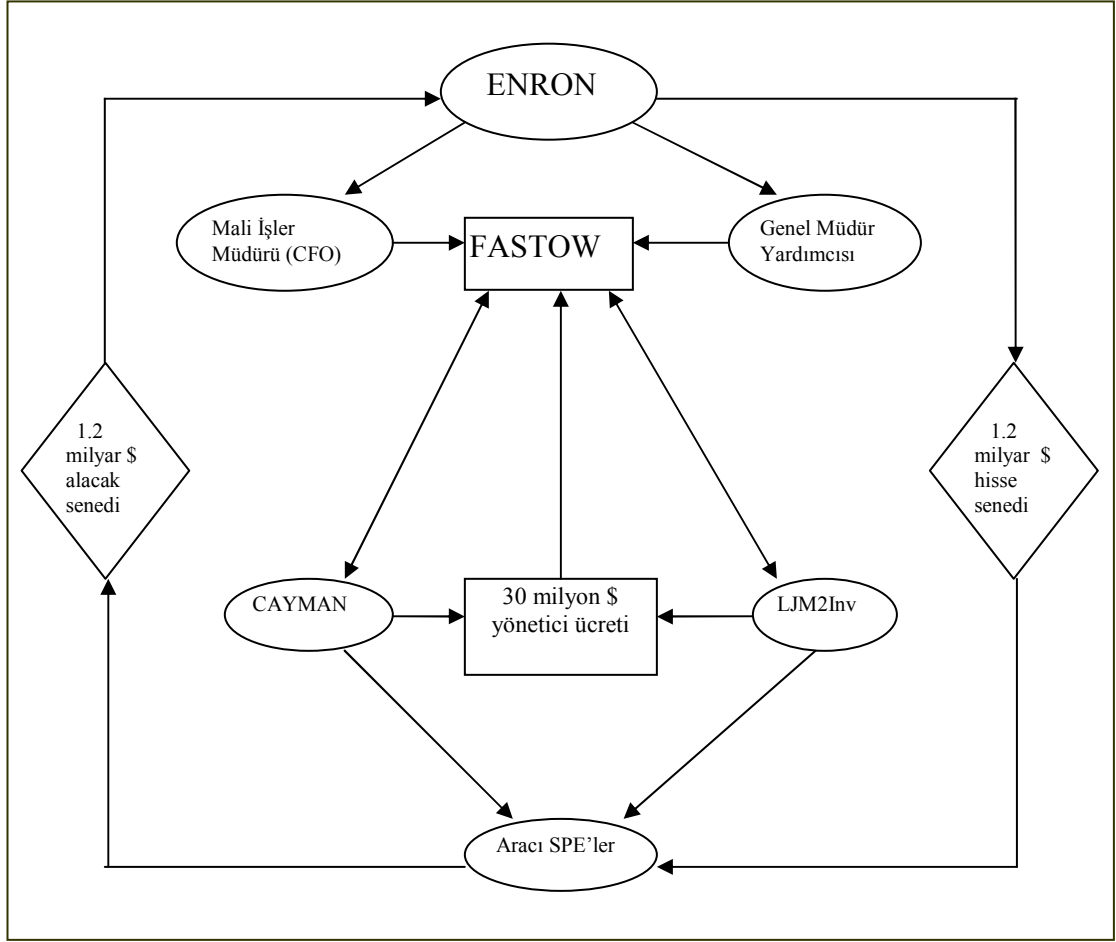 ENRON
Mali İşler
Müdürü (CFO)
FASTOW
Genel Müdür
Yardımcısı
1.2
milyar $
alacak
senedi
1.2
milyar $
hisse
senedi
CAYMAN
30 milyon $
yönetici ücreti
LJM2Inv
Aracı SPE’ler